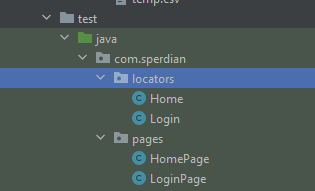 temp.csv
test
java
com.sperdian
locators
Home
Login
pages
HomePage
LoginPage